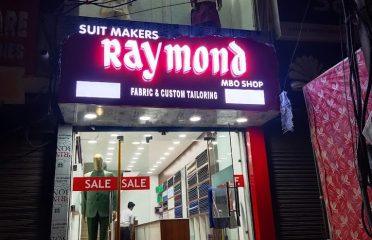 SUIT MAKERS
Raymond
MBO SHOP
FABRIC & CUSTOM TAILORING
SALE SALE